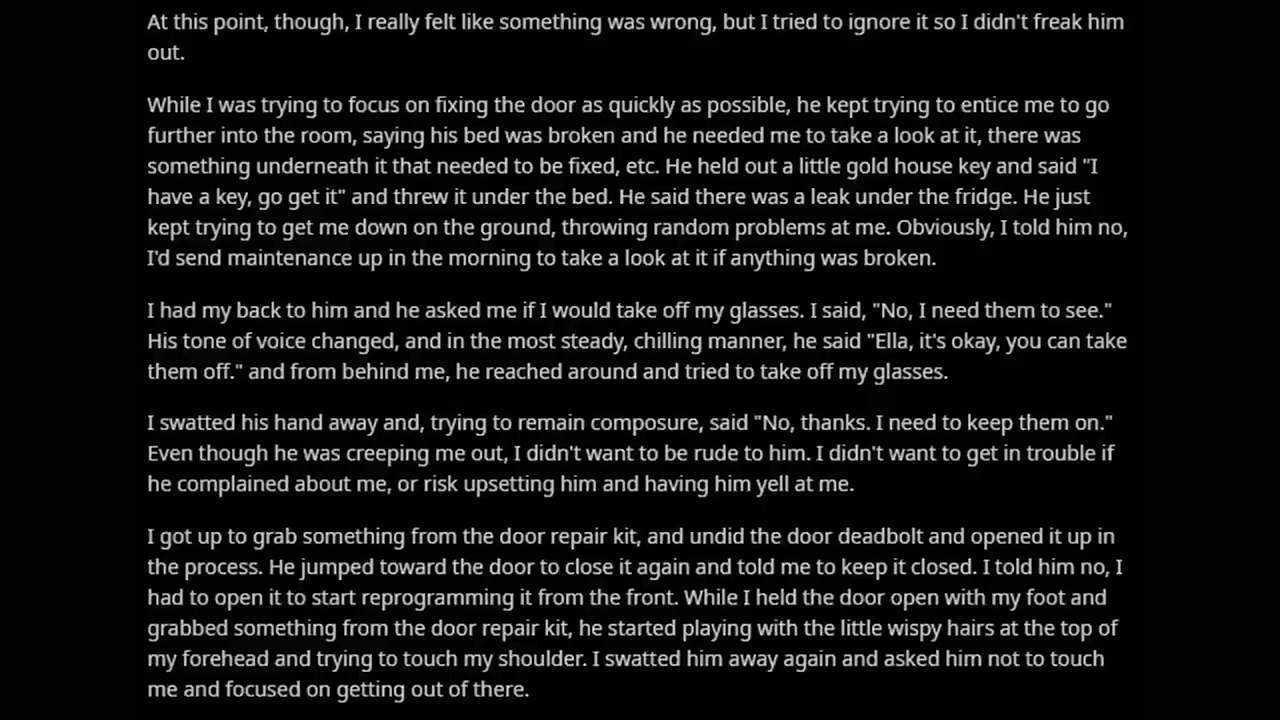 At this point, though, I really felt like something was wrong, but I tried to ignore it so I didn't freak him
out.
While I was trying to focus on fixing the door as quickly as possible, he kept trying to entice me to go
further into the room, saying his bed was broken and he needed me to take a look at it, there was
something underneath it that needed to be fixed, etc. He held out a little gold house key and said "I
have a key, go get it" and threw it under the bed. He said there was a leak under the fridge. He just
kept trying to get me down on the ground, throwing random problems at me. Obviously, I told him no,
I'd send maintenance up in the morning to take a look at it if anything was broken.
I had my back to him and he asked me if I would take off my glasses. I said, "No, I need them to see."
His tone of voice changed, and in the most steady, chilling manner, he said "Ella, it's okay, you can take
them off." and from behind me, he reached around and tried to take off my glasses.
I swatted his hand away and, trying to remain composure, said "No, thanks. I need to keep them on."
Even though he was creeping me out, I didn't want to be rude to him. I didn't want to get in trouble if
he complained about me, or risk upsetting him and having him yell at me.
I got up to grab something from the door repair kit, and undid the door deadbolt and opened it up in
the process. He jumped toward the door to close it again and told me to keep it closed. I told him no, I
had to open it to start reprogramming it from the front. While I held the door open with my foot and
grabbed something from the door repair kit, he started playing with the little wispy hairs at the top of
my forehead and trying to touch my shoulder. I swatted him away again and asked him not to touch
me and focused on getting out of there.